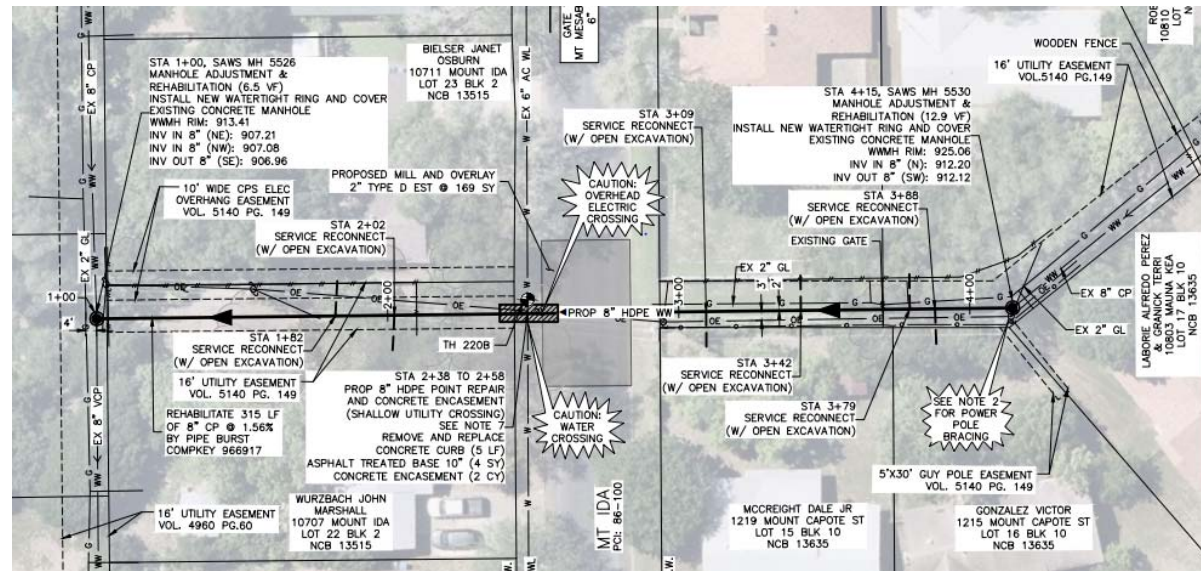 GATE
MT MESAB
6"
WW
G
EX 8" CP
EX 2" GL
STA 1+00, SAWS MH 5526
MANHOLE ADJUSTMENT &
REHABILITATION (6.5 VF)
INSTALL NEW WATERTIGHT RING AND COVER
EXISTING CONCRETE MANHOLE
WWMH RIM: 913.41
INV IN 8" (NE): 907.21
INV IN 8" (NW): 907.08
INV OUT 8" (SE): 906.96
BIELSER JANET
OSBURN
10711 MOUNT IDA
LOT 23 BLK 2
NCB 13515
EX 6" AC WL
PROPOSED MILL AND OVERLAY
2" TYPE D EST @ 169 SY
10' WIDE CPS ELEC
OVERHANG EASEMENT
VOL. 5140 PG. 149
STA 2+02
SERVICE RECONNECT
(W/ OPEN EXCAVATION)
CAUTION:
OVERHEAD
ELECTRIC
CROSSING
STA 3+09
SERVICE RECONNECT
(W/ OPEN EXCAVATION)
STA 4+15, SAWS MH 5530
MANHOLE ADJUSTMENT &
REHABILITATION (12.9 VF)
INSTALL NEW WATERTIGHT RING AND COVER
EXISTING CONCRETE MANHOLE
WWMH RIM: 925.06
INV IN 8" (N): 912.20
INV OUT 8" (SW): 912.12
STA 3+88
SERVICE RECONNECT
(W/ OPEN EXCAVATION)
EXISTING GATE
WOODEN FENCE
16' UTILITY EASEMENT
VOL.5140 PG.149
10810
LOT
1+00
4'
OE
2+00
EX 2" GL
3'
2'
3+00
4+00
PROP 8" HDPE WW
TH 220B
EX 8" CP
EX 2" GL
LABORIE ALFREDO PEREZ
& GRANICK TERRI
10803 MAUNA KEA
LOT 17 BLK 10
NCB 13635
STA 1+82
SERVICE RECONNECT
(W/ OPEN EXCAVATION)
16' UTILITY EASEMENT
VOL. 5140 PG. 149
REHABILITATE 315 LF
OF 8" CP @ 1.56%
BY PIPE BURST
COMPKEY 966917
EX 8" VCP
STA 2+38 TO 2+58
PROP 8" HDPE POINT REPAIR
AND CONCRETE ENCASEMENT
(SHALLOW UTILITY CROSSING)
SEE NOTE 7
REMOVE AND REPLACE
CONCRETE CURB (5 LF)
ASPHALT TREATED BASE 10" (4 SY)
CONCRETE ENCASEMENT (2 CY)
CAUTION:
WATER
CROSSING
STA 3+42
SERVICE RECONNECT
(W/ OPEN EXCAVATION)
STA 3+79
SERVICE RECONNECT
(W/ OPEN EXCAVATION)
SEE NOTE 2
FOR POWER
POLE
BRACING
5'X30' GUY POLE EASEMENT
VOL. 5140 PG. 149
16' UTILITY EASEMENT
VOL. 4960 PG.60
WURZBACH JOHN
MARSHALL
10707 MOUNT IDA
LOT 22 BLK 2
NCB 13515
MT IDA
PCI: 86-100
MCCREIGHT DALE JR
1219 MOUNT CAPOTE ST
LOT 15 BLK 10
NCB 13635
GONZALEZ VICTOR
1215 MOUNT CAPOTE ST
LOT 16 BLK 10
NCB 13635
WL